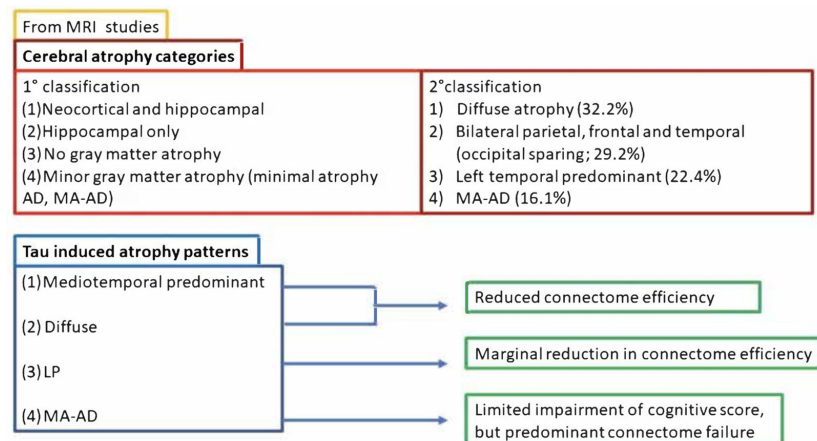 From MRI studies
Cerebral atrophy categories
1° classification
(1)Neocortical and hippocampal
(2)Hippocampal only
(3)No gray matter atrophy
(4)Minor gray matter atrophy (minimal atrophy
AD, MA-AD)
2°classification
1) Diffuse atrophy (32.2%)
2) Bilateral parietal, frontal and temporal
(occipital sparing; 29.2%)
3) Left temporal predominant (22.4%)
4) MA-AD (16.1%)
Tau induced atrophy patterns
(1)Mediotemporal predominant
(2) Diffuse
(3) LP
(4) MA-AD
Reduced connectome efficiency
Marginal reduction in connectome efficiency
Limited impairment of cognitive score,
but predominant connectome failure